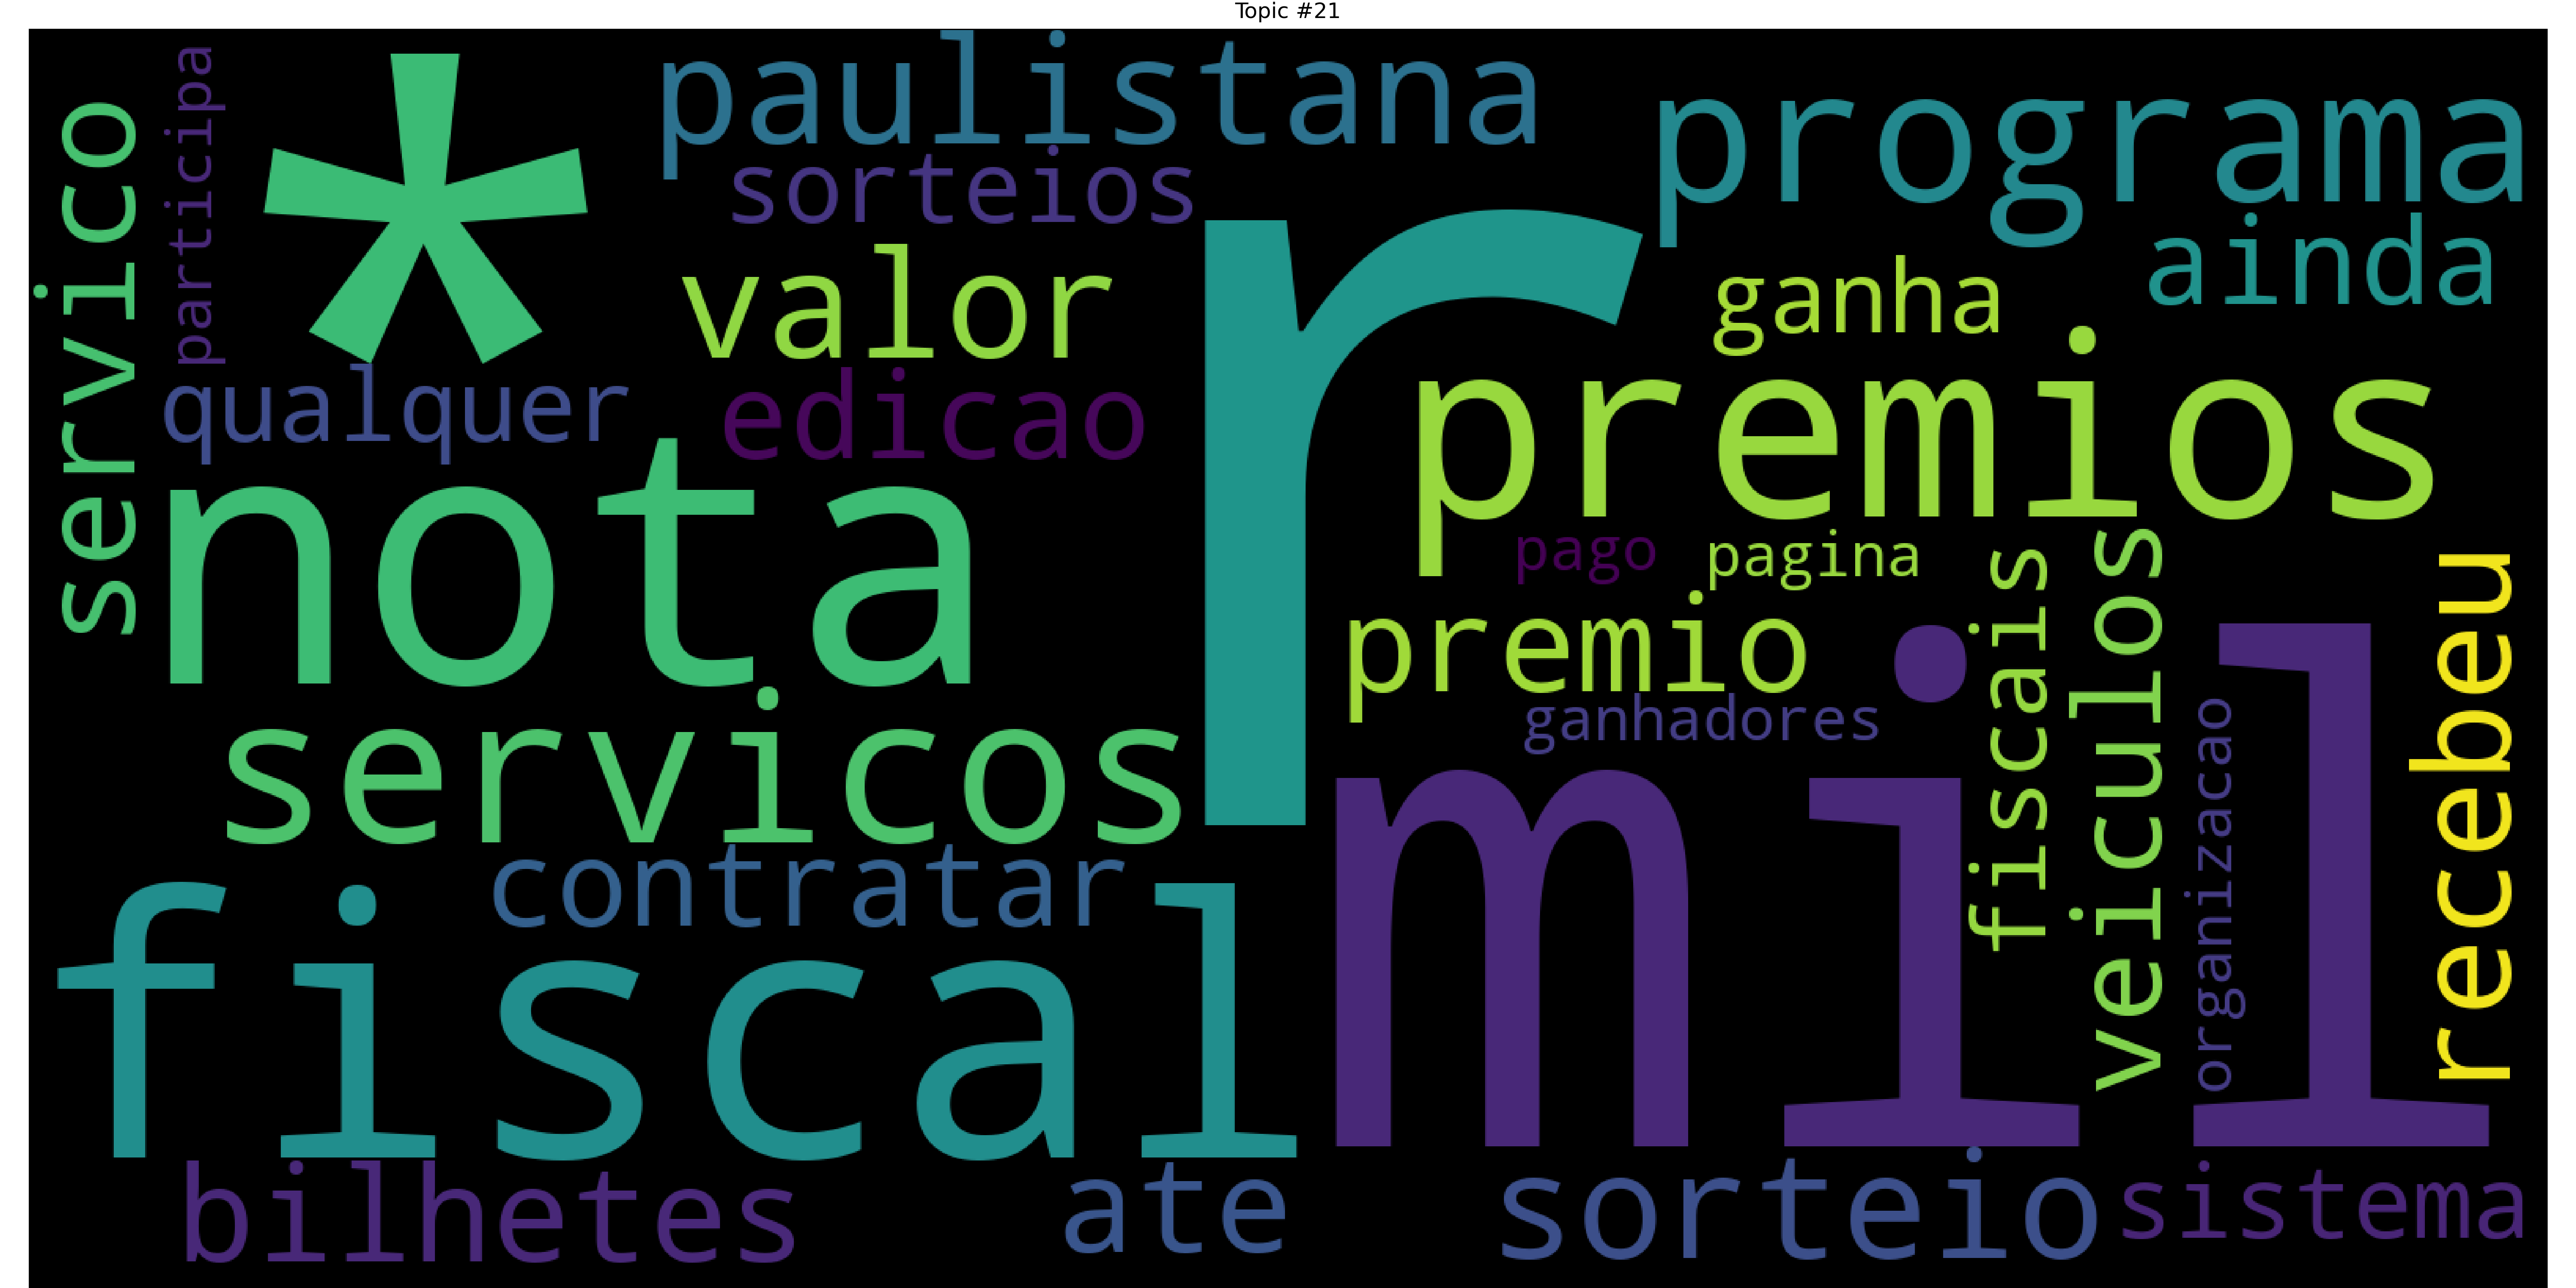 Topic #21
participa
servico
*
paulistana
sorteios
programa
ainda
valor
ganha
qualquer
edicao
r
premios
nota
pago
pagina
premio
fiscais
veiculos
recebeu
servicos
ganhadores
mil
organizacao
contratar
fiscal
bilhetes
ate
sorteio
sistema